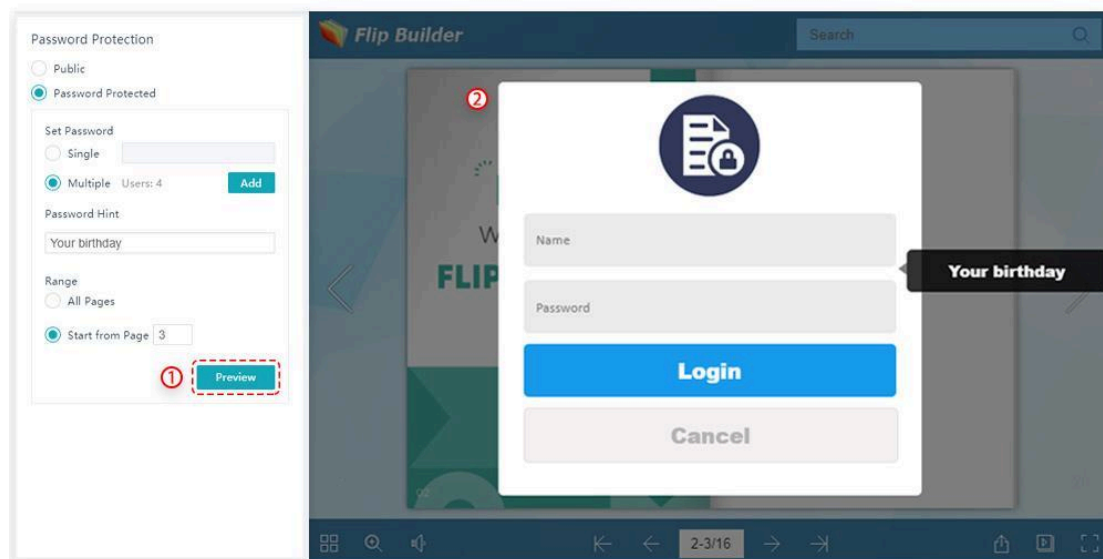 Password Protection
Public
Password Protected
Set Password
Single
Multiple Users: 4 Add
Password Hint
Your birthday
Range
All Pages
Start from Page 3
① Preview
Flip Builder
Search
②
W
FLIP
Name
Your birthday
Password
Login
Cancel
02
2-3/16